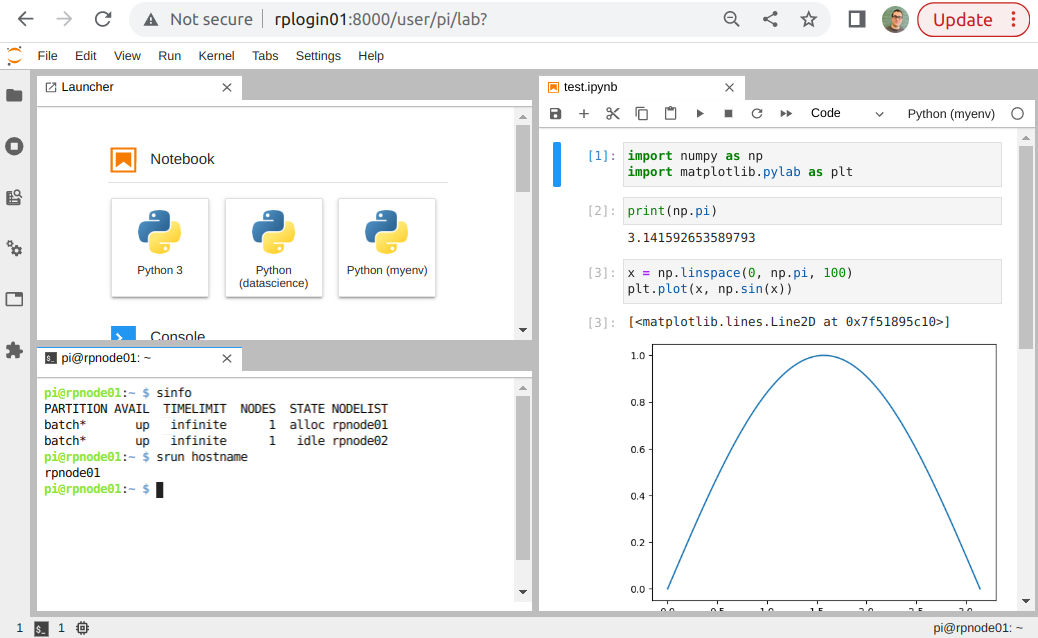 Not secure rplogin01:8000/user/pi/lab? Update
File Edit View Run Kernel Tabs Settings Help
Launcher
Notebook
Python 3
Python
(datascience)
Python (myenv)
Console
pi@rpnode01: ~
pi@rpnode01:~ $ sinfo
PARTITION AVAIL TIMELIMIT NODES STATE NODELIST
batch* up infinite 1 alloc rpnode01
batch* up infinite 1 idle rpnode02
pi@rpnode01:~ $ srun hostname
rpnode01
pi@rpnode01:~ $
test.ipynb
Code Python (myenv)
[1]: import numpy as np
import matplotlib.pylab as plt
[2]: print(np.pi)
3.141592653589793
[3]: x = np.linspace(0, np.pi, 100)
plt.plot(x, np.sin(x))
[3]: [<matplotlib.lines.Line2D at 0x7f51895c10>]
1.0
0.8
0.6
0.4
0.2
0.0
0.0 0.5 1.0 1.5 2.0 2.5 3.0
1 $_ 1 pi@rpnode01: ~